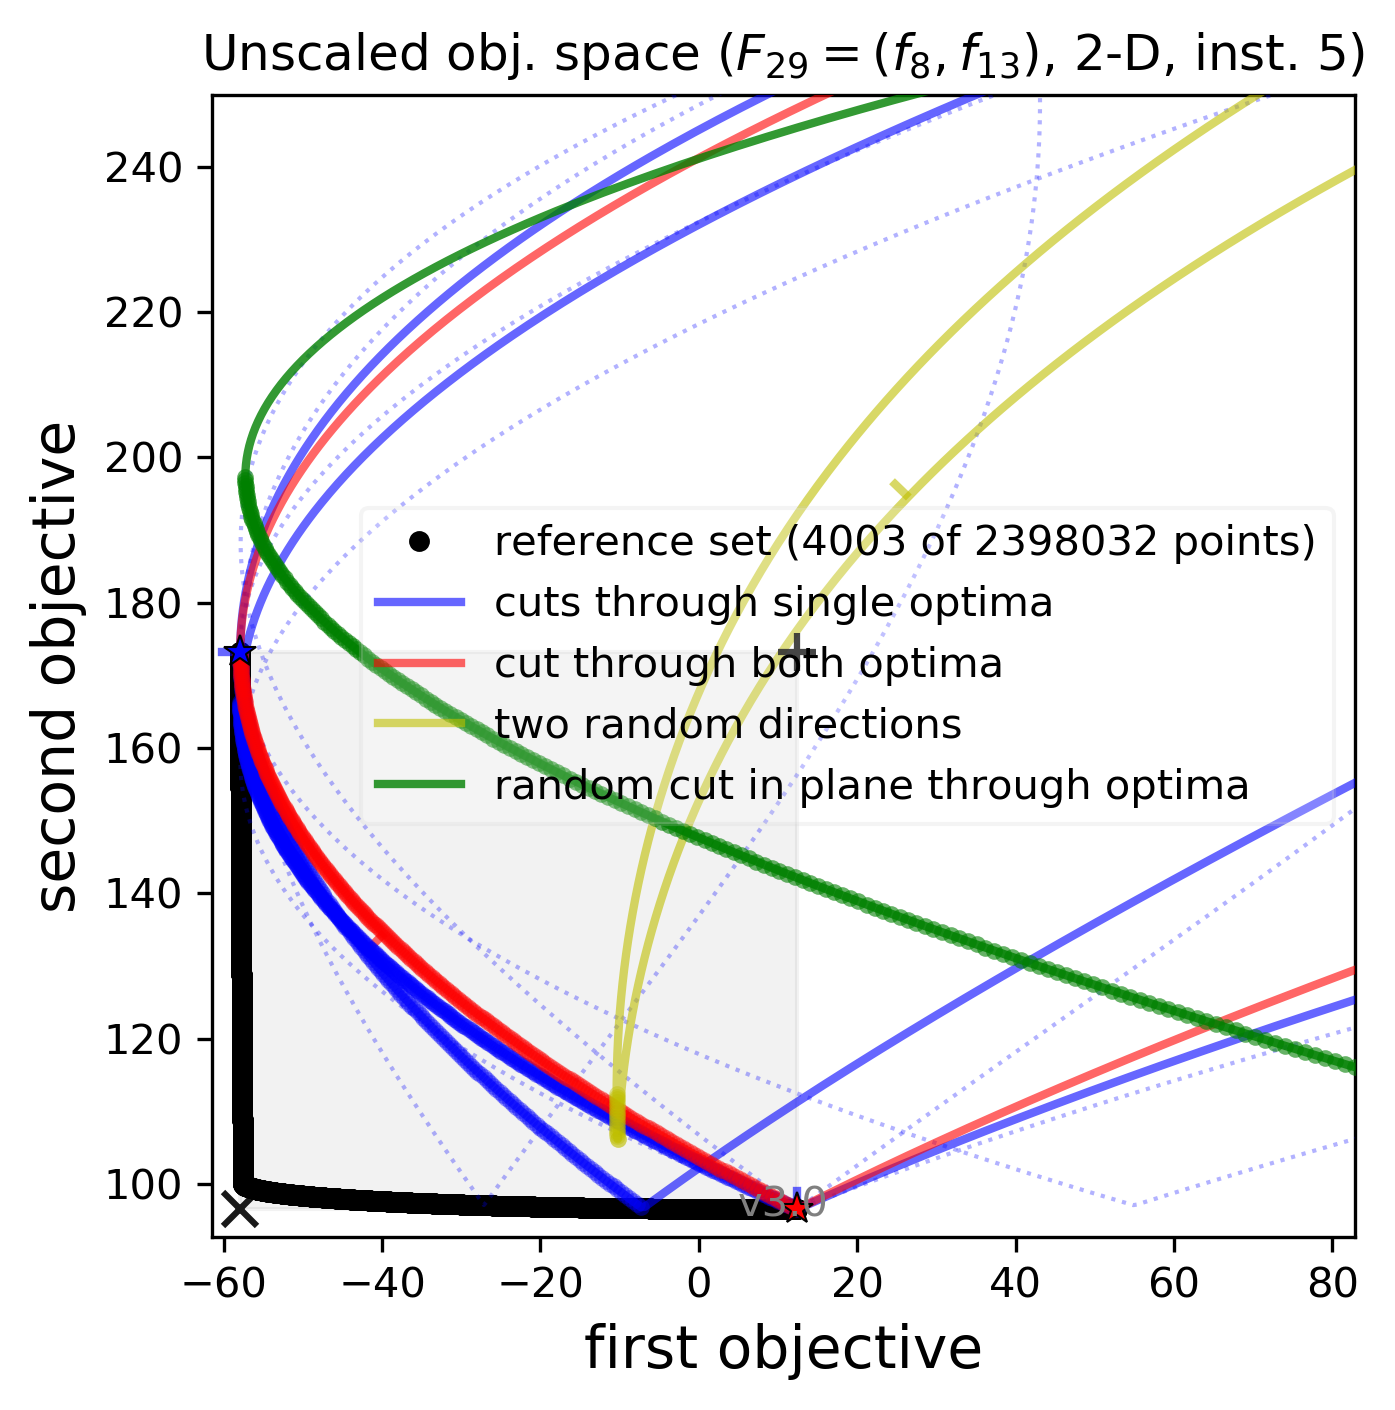 Unscaled obj. space (F₂₉ = (f₈, f₁₃), 2-D, inst. 5)
240
220
200
180
160
140
120
100
second objective
reference set (4003 of 2398032 points)
cuts through single optima
cut through both optima
two random directions
random cut in plane through optima
v3.0
−60 −40 −20 0 20 40 60 80
first objective